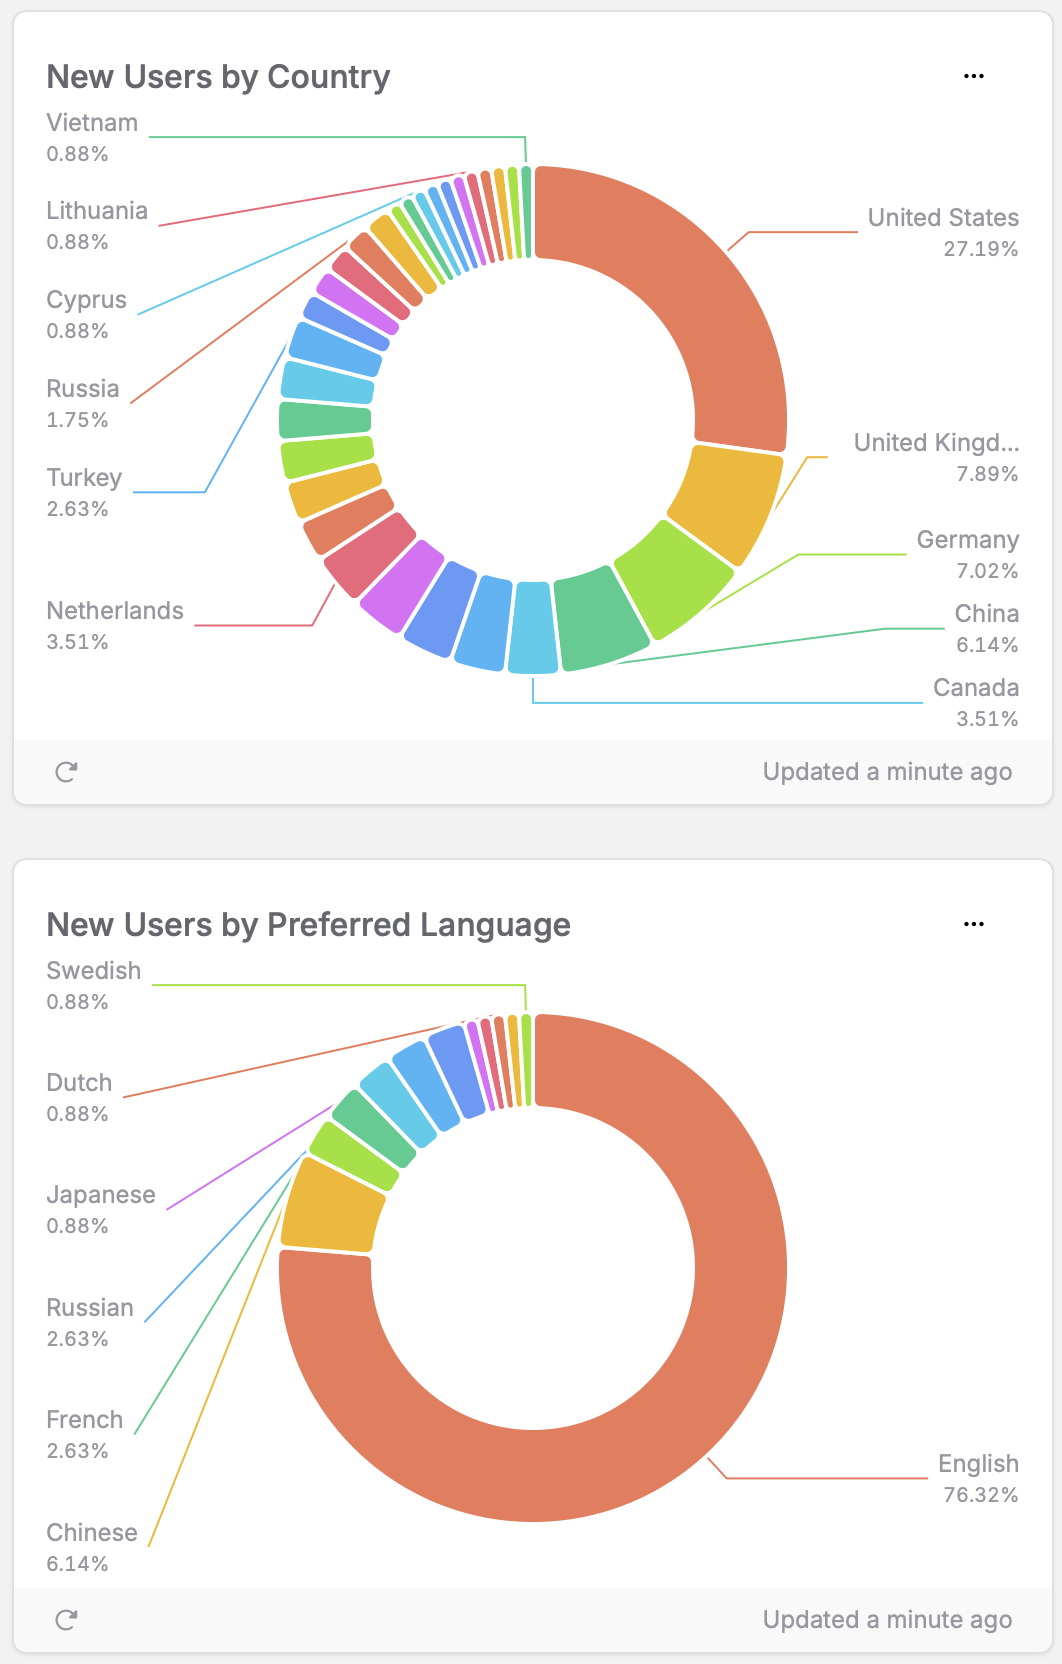 New Users by Country
...
Vietnam
0.88%
Lithuania
0.88%
Cyprus
0.88%
Russia
1.75%
Turkey
2.63%
Netherlands
3.51%
United States
27.19%
United Kingd...
7.89%
Germany
7.02%
China
6.14%
Canada
3.51%
Updated a minute ago
New Users by Preferred Language
...
Swedish
0.88%
Dutch
0.88%
Japanese
0.88%
Russian
2.63%
French
2.63%
Chinese
6.14%
English
76.32%
Updated a minute ago